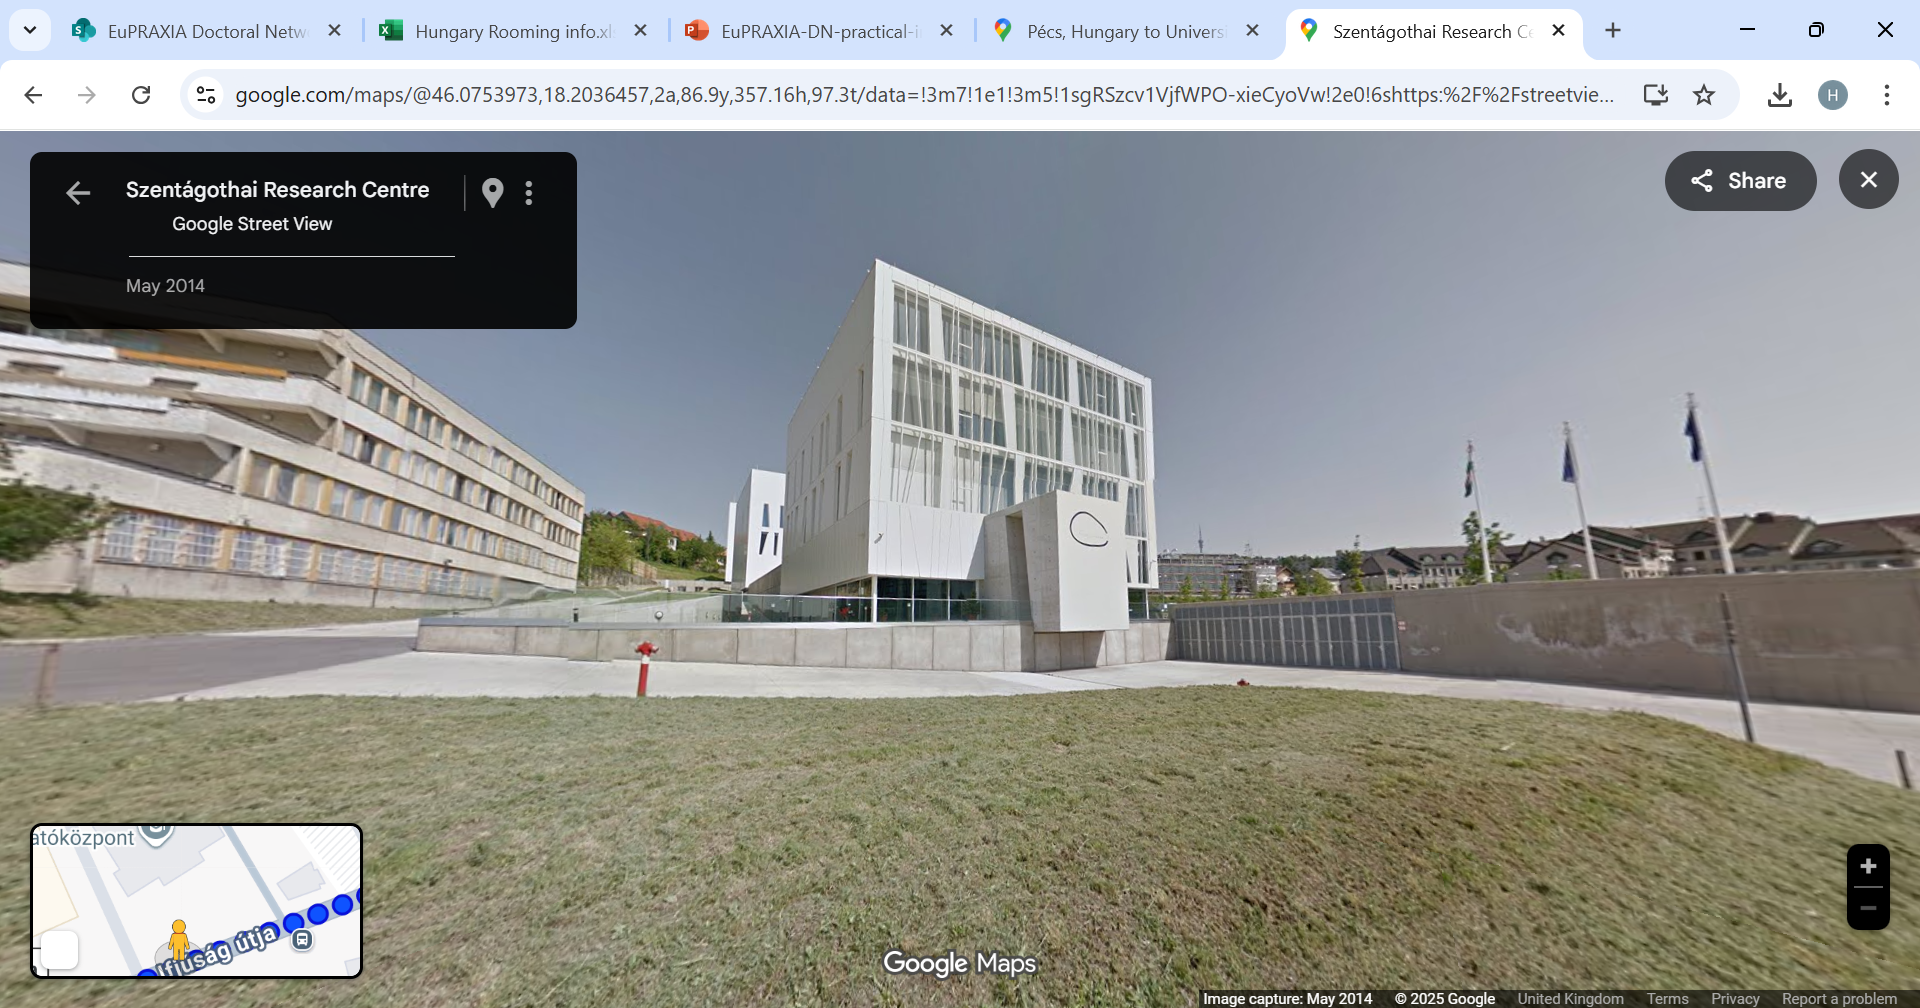 EuPRAXIA Doctoral Netw
Hungary Rooming info.xl
EuPRAXIA-DN-practical-i
Pécs, Hungary to Universi
Szentágothai Research Ce
google.com/maps/@46.0753973,18.2036457,2a,86.9y,357.16h,97.3t/data=!3m7!1e1!3m5!1sgRSzcv1VjfWPO-xieCyoVw!2e0!6shttps:%2F%2Fstreetvie...
H
Szentágothai Research Centre
Google Street View
May 2014
Share
atóközpont
Ifjúság útja
Google Maps
Image capture: May 2014 © 2025 Google United Kingdom Terms Privacy Report a problem